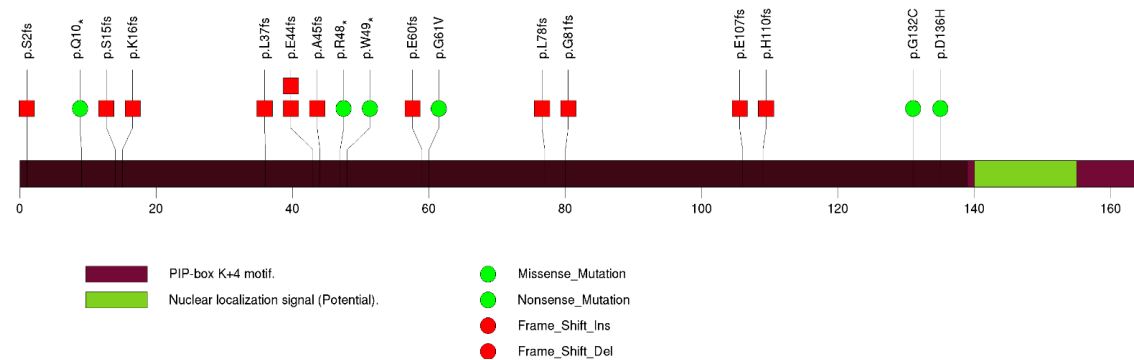 p.S2fs
p.Q10*
p.S15fs
p.K16fs
p.L37fs
p.E44fs
p.A45fs
p.R48*
p.W49*
p.E60fs
p.G61V
p.L78fs
p.G81fs
p.E107fs
p.H110fs
p.G132C
p.D136H
0 20 40 60 80 100 120 140 160
PIP-box K+4 motif.
Nuclear localization signal (Potential).
Missense_Mutation
Nonsense_Mutation
Frame_Shift_Ins
Frame_Shift_Del